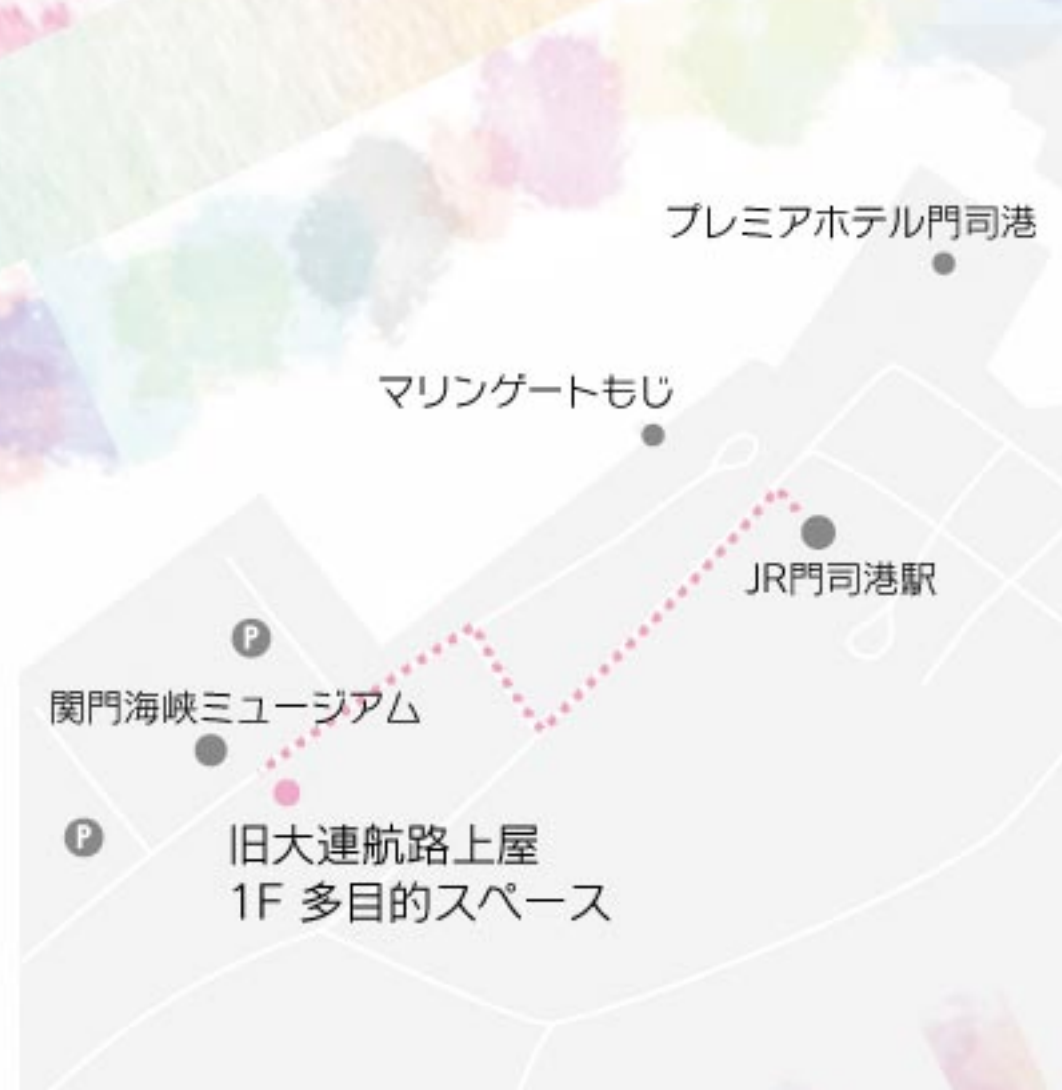 プレミアホテル門司港
マリンゲートもじ
JR門司港駅
P
関門海峡ミュージアム
P
旧大連航路上屋
1F 多目的スペース